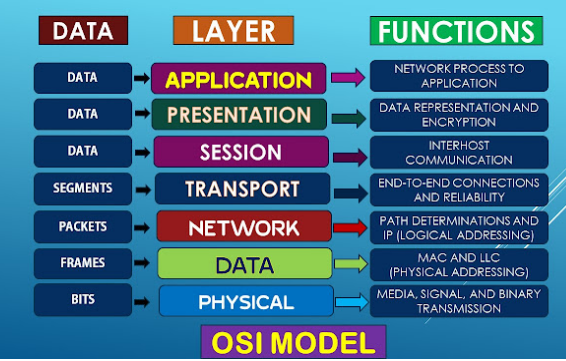 DATA LAYER FUNCTIONS
DATA APPLICATION NETWORK PROCESS TO
APPLICATION
DATA PRESENTATION DATA REPRESENTATION AND
ENCRYPTION
DATA SESSION INTERHOST
COMMUNICATION
SEGMENTS TRANSPORT END-TO-END CONNECTIONS
AND RELIABILITY
PACKETS NETWORK PATH DETERMINATIONS AND
IP (LOGICAL ADDRESSING)
FRAMES DATA MAC AND LLC
(PHYSICAL ADDRESSING)
BITS PHYSICAL MEDIA, SIGNAL, AND BINARY
TRANSMISSION
OSI MODEL